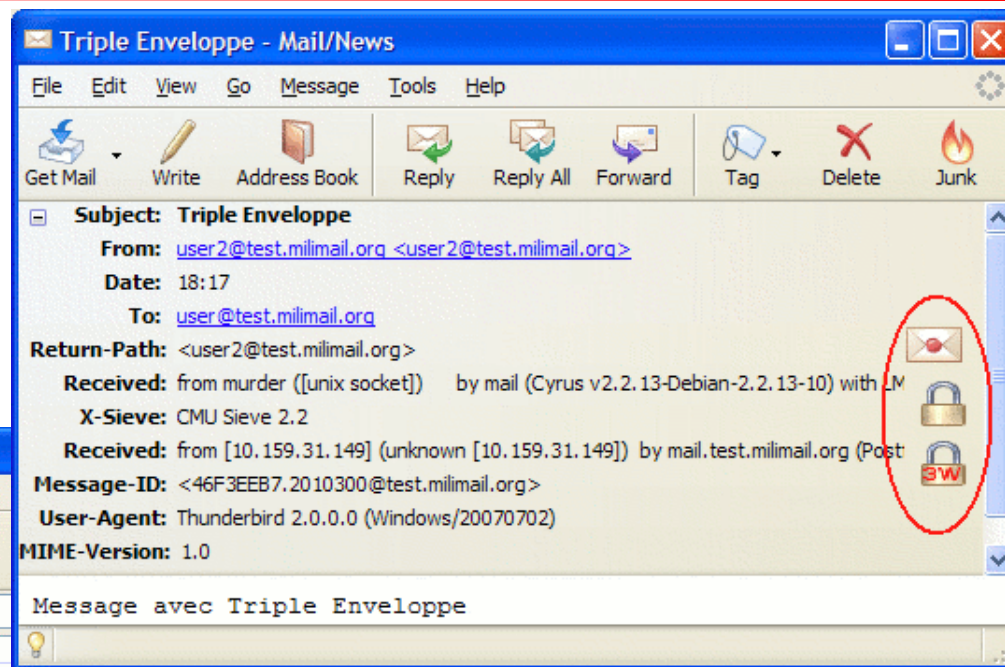 Triple Enveloppe - Mail/News
File Edit View Go Message Tools Help
Get Mail Write Address Book Reply Reply All Forward Tag Delete Junk
Subject: Triple Enveloppe
From: user2@test.milimail.org <user2@test.milimail.org>
Date: 18:17
To: user@test.milimail.org
Return-Path: <user2@test.milimail.org>
Received: from murder ([unix socket]) by mail (Cyrus v2.2.13-Debian-2.2.13-10) with LM
X-Sieve: CMU Sieve 2.2
Received: from [10.159.31.149] (unknown [10.159.31.149]) by mail.test.milimail.org (Post
3W
Message-ID: <46F3EEB7.2010300@test.milimail.org>
User-Agent: Thunderbird 2.0.0.0 (Windows/20070702)
MIME-Version: 1.0
Message avec Triple Enveloppe